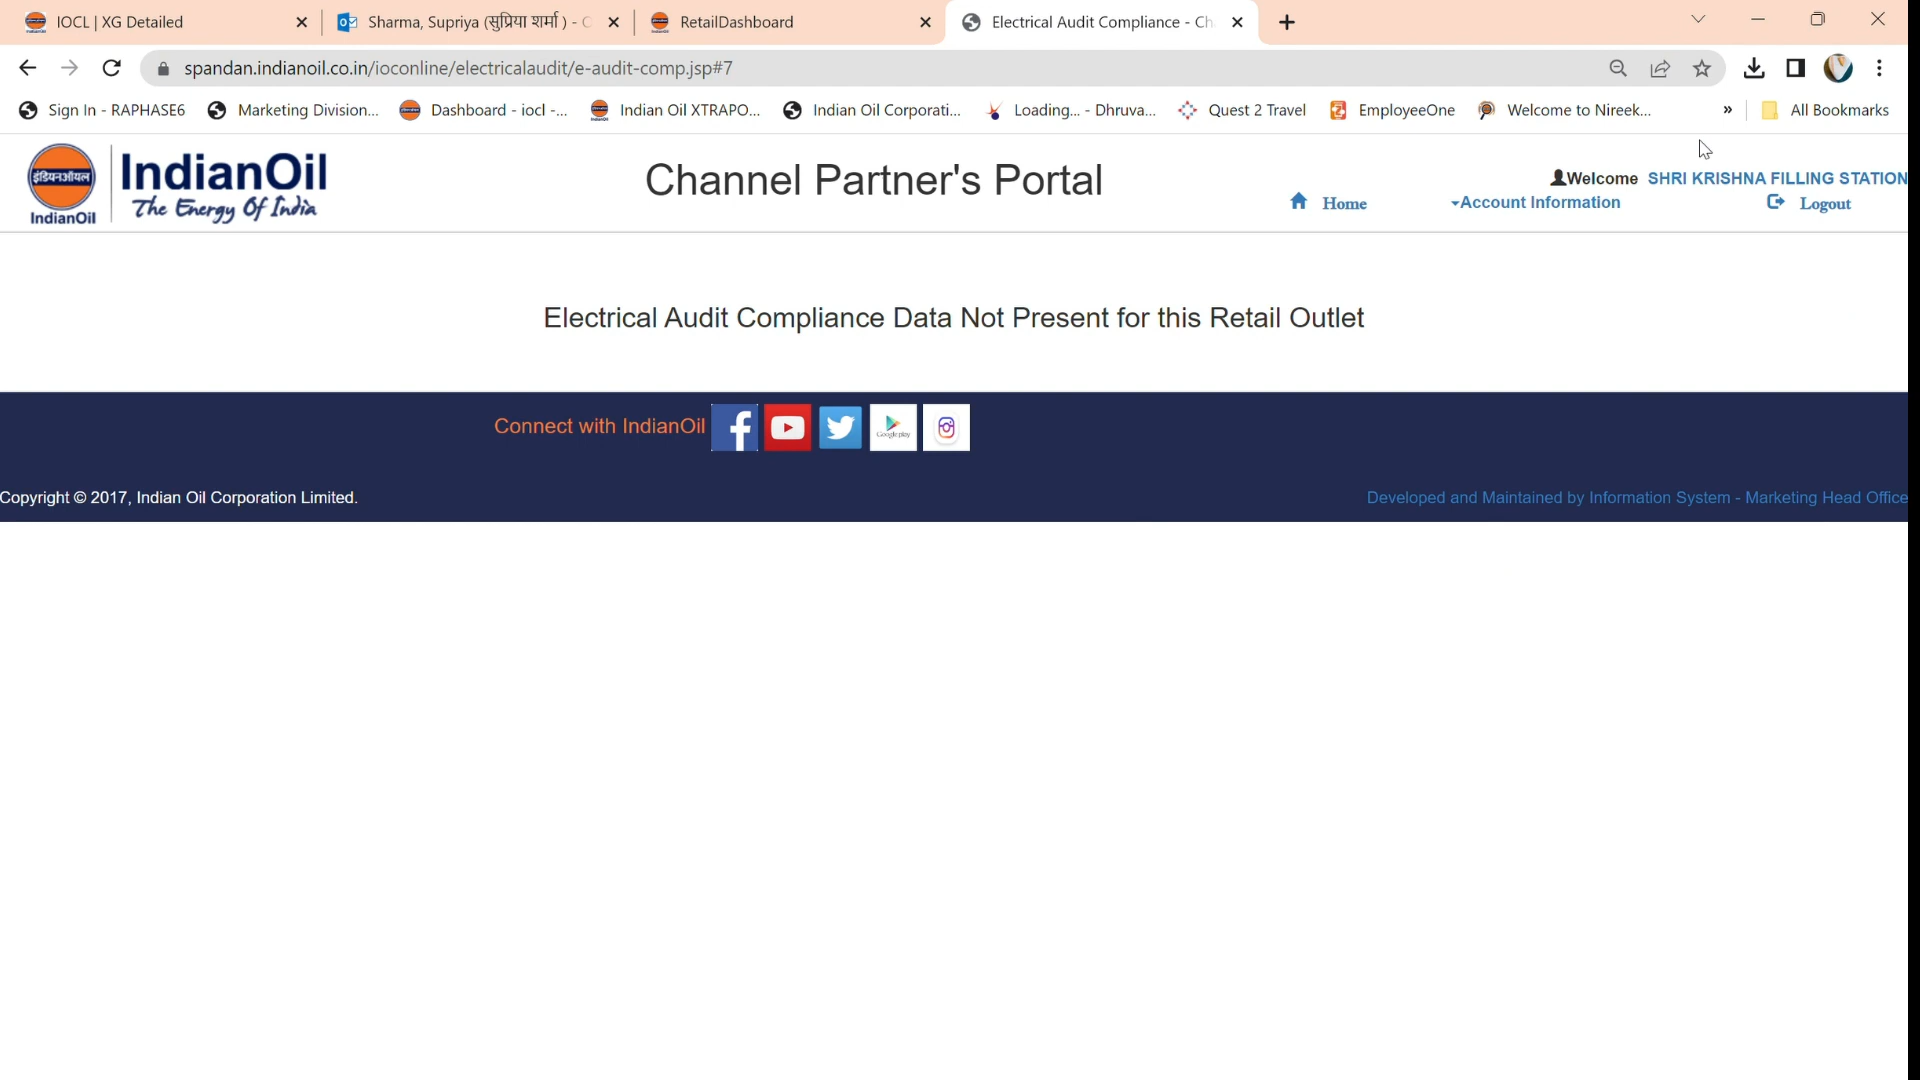 IOCL | XG Detailed
Sharma, Supriya (सुप्रिया शर्मा ) - C
RetailDashboard
Electrical Audit Compliance - Ch
spandan.indianoil.co.in/ioconline/electricalaudit/e-audit-comp.jsp#7
Sign In - RAPHASE6
Marketing Division...
Dashboard - iocl -...
Indian Oil XTRAPO...
Indian Oil Corporati...
Loading... - Dhruva...
Quest 2 Travel
EmployeeOne
Welcome to Nireek...
»
All Bookmarks
इंडियनऑयल
IndianOil
IndianOil
The Energy Of India
Channel Partner's Portal
Welcome SHRI KRISHNA FILLING STATION
Home
Account Information
Logout
Electrical Audit Compliance Data Not Present for this Retail Outlet
Connect with IndianOil
Google play
Copyright © 2017, Indian Oil Corporation Limited.
Developed and Maintained by Information System - Marketing Head Office